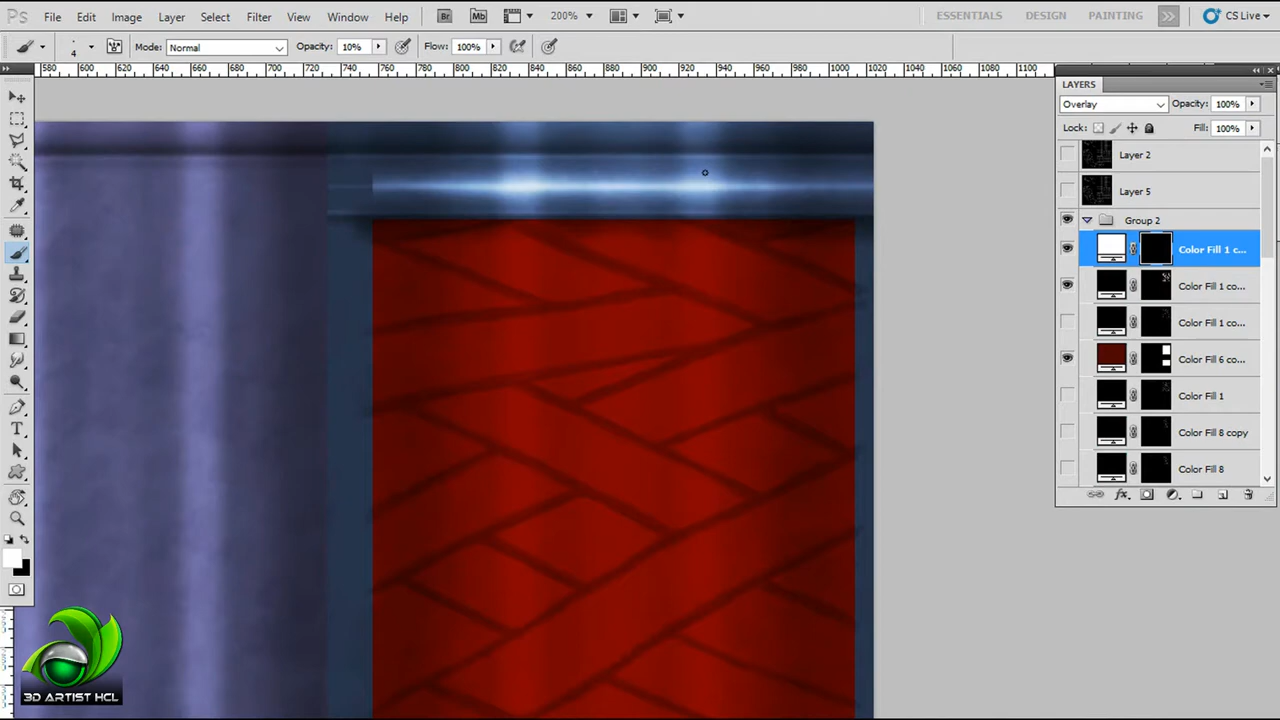 Ps File Edit Image Layer Select Filter View Window Help Br Mb 200% ESSENTIALS DESIGN PAINTING CS Live
4 Mode: Normal Opacity: 10% Flow: 100%
580 600 620 640 660 680 700 720 740 760 780 800 820 840 860 880 900 920 940 960 980 1000 1020 1040 1060 1080 1100
LAYERS
Overlay Opacity: 100%
Lock: Fill: 100%
Layer 2
Layer 5
Group 2
Color Fill 1 c...
Color Fill 1 co...
Color Fill 1 co...
Color Fill 6 co...
Color Fill 1
Color Fill 8 copy
Color Fill 8
fx
T
3D ARTIST HCL